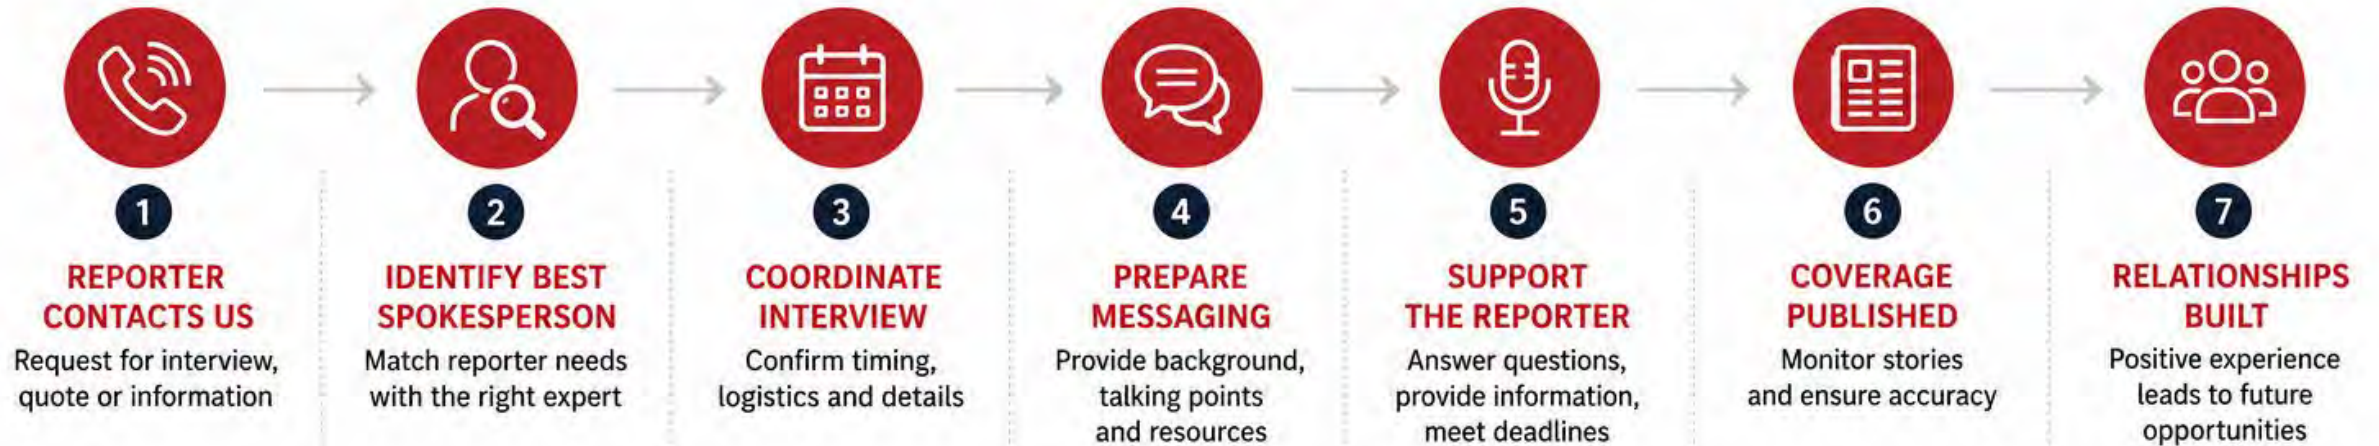 1
REPORTER
CONTACTS US
Request for interview,
quote or information
2
IDENTIFY BEST
SPOKESPERSON
Match reporter needs
with the right expert
3
COORDINATE
INTERVIEW
Confirm timing,
logistics and details
4
PREPARE
MESSAGING
Provide background,
talking points
and resources
5
SUPPORT
THE REPORTER
Answer questions,
provide information,
meet deadlines
6
COVERAGE
PUBLISHED
Monitor stories
and ensure accuracy
7
RELATIONSHIPS
BUILT
Positive experience
leads to future
opportunities